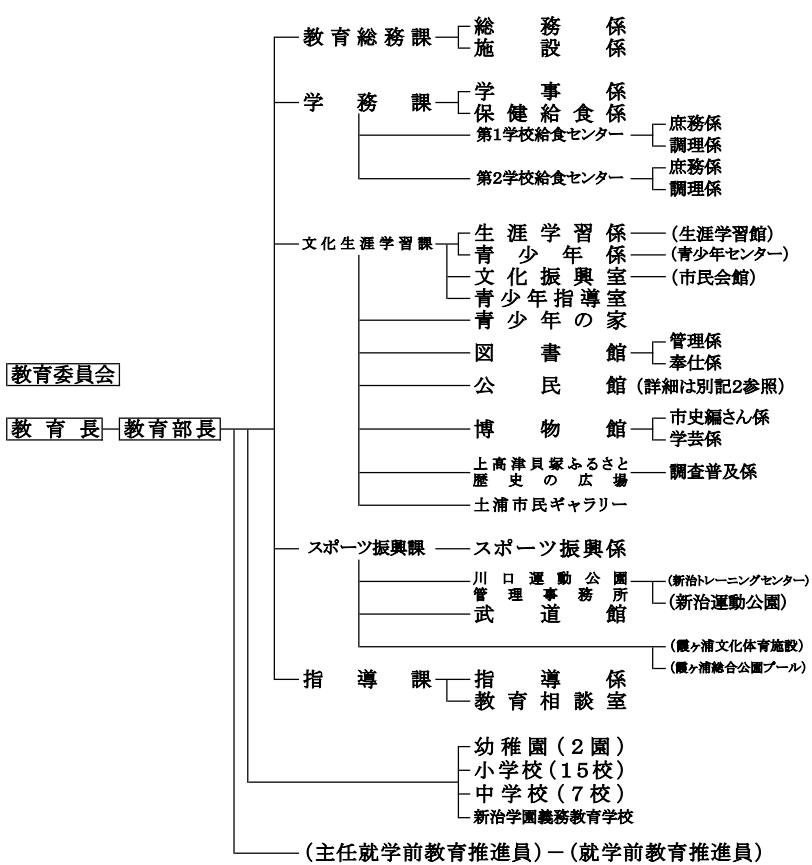 教育総務課
総務係
施設係
学務課
学事係
保健給食係
第1学校給食センター
庶務係
調理係
第2学校給食センター
庶務係
調理係
文化生涯学習課
生涯学習係
(生涯学習館)
青少年係
(青少年センター)
文化振興室
(市民会館)
青少年指導室
青少年の家
図書館
管理係
奉仕係
公民館
(詳細は別記2参照)
博物館
市史編さん係
学芸係
上高津貝塚ふるさと
歴史の広場
調査普及係
土浦市民ギャラリー
教育委員会
教育長
教育部長
スポーツ振興課
スポーツ振興係
川口運動公園
管理事務所
(新治トレーニングセンター)
(新治運動公園)
武道館
(霞ヶ浦文化体育施設)
(霞ヶ浦総合公園プール)
指導課
指導係
教育相談室
幼稚園(2園)
小学校(15校)
中学校(7校)
新治学園義務教育学校
(主任就学前教育推進員)-(就学前教育推進員)